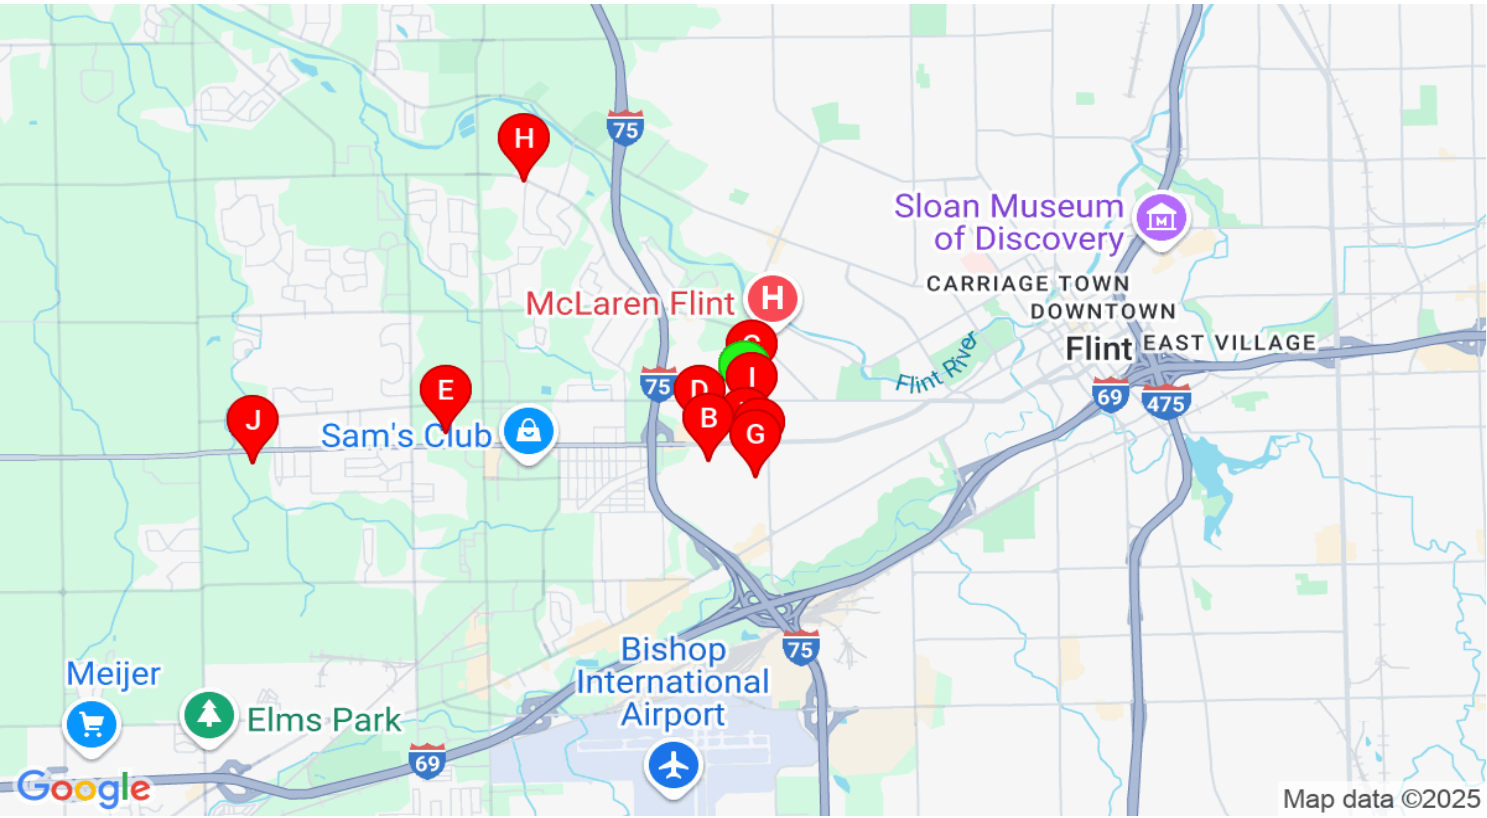 75
H
Sloan Museum
of Discovery
CARRIAGE TOWN
McLaren Flint
H
DOWNTOWN
Flint
EAST VILLAGE
Flint River
I
75
D
E
69
475
B
J
Sam's Club
G
Bishop
International
Airport
75
Meijer
Elms Park
69
Google
Map data ©2025